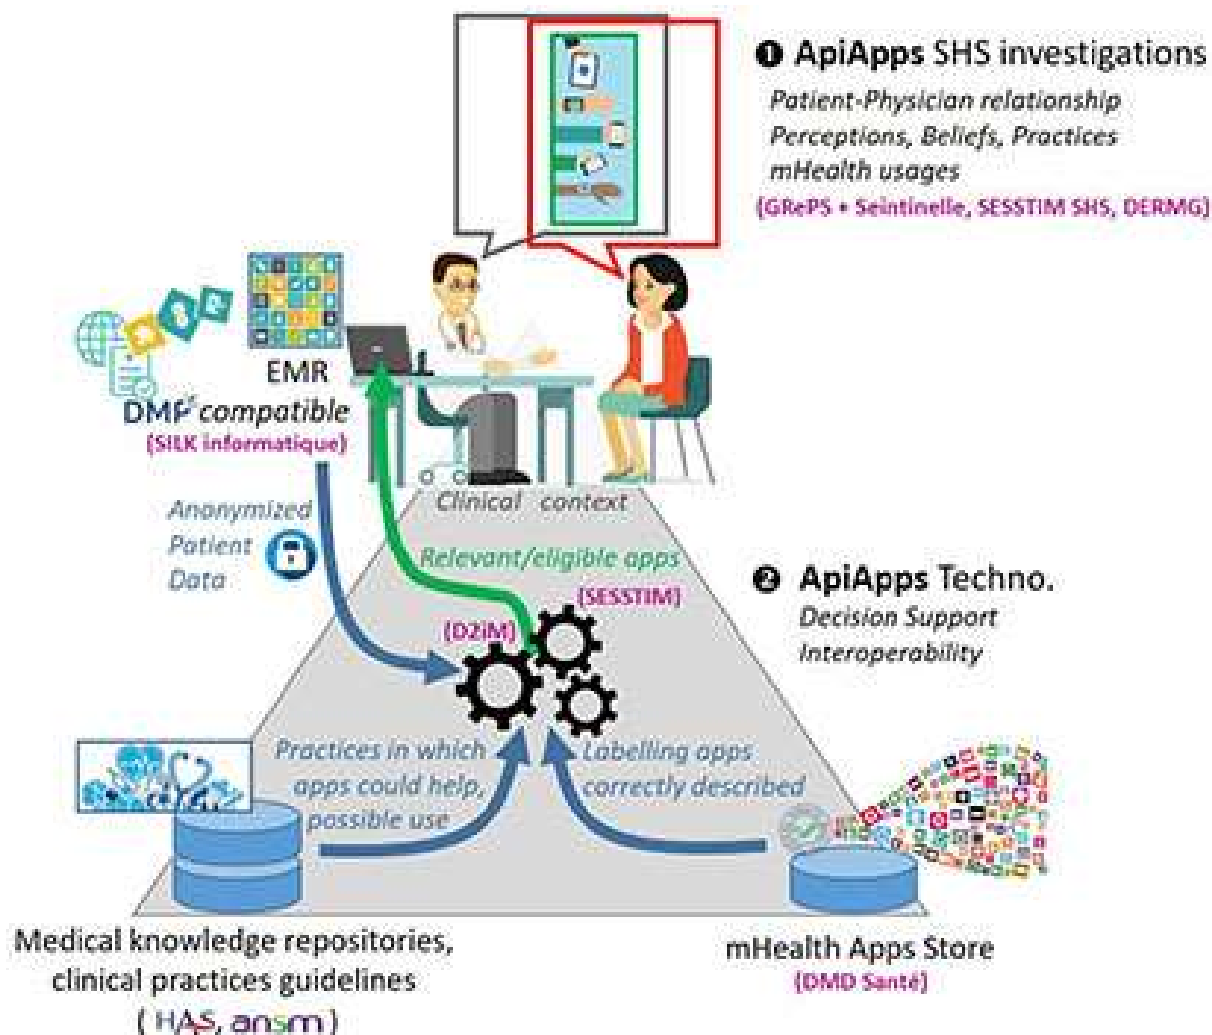 ❶ ApiApps SHS investigations
Patient-Physician relationship
Perceptions, Beliefs, Practices
mHealth usages
(GRePS • Seintinelle, SESSTIM SHS, DERMG)
EMR
DMP compatible
(SILK informatique)
Anonymized
Patient
Data
Clinical context
Relevant/eligible apps
(SESSTIM)
(D2iM)
❷ ApiApps Techno.
Decision Support
Interoperability
Practices in which
apps could help,
possible use
Labelling apps
correctly described
Medical knowledge repositories,
clinical practices guidelines
( HAS, ansm )
mHealth Apps Store
(DMD Santé)